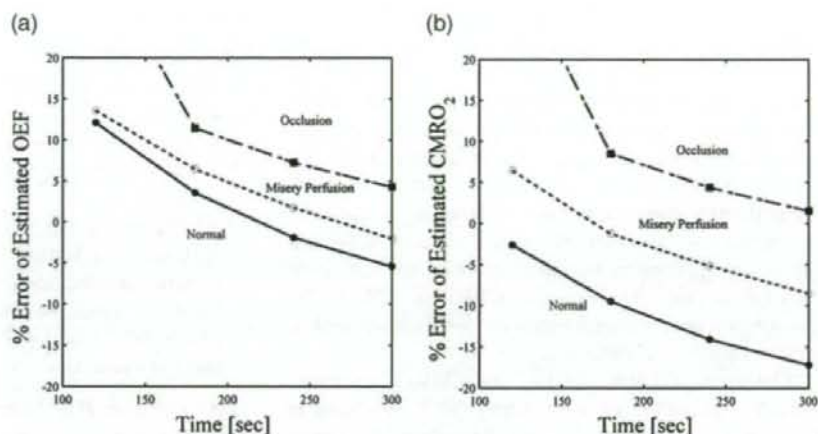 (a)
20
15
10
5
0
-5
-10
-15
-20
% Error of Estimated OEF
Occlusion
Misery Perfusion
Normal
100 150 200 250 300
Time [sec]
(b)
20
15
10
5
0
-5
-10
-15
-20
% Error of Estimated CMRO₂
Occlusion
Misery Perfusion
Normal
100 150 200 250 300
Time [sec]